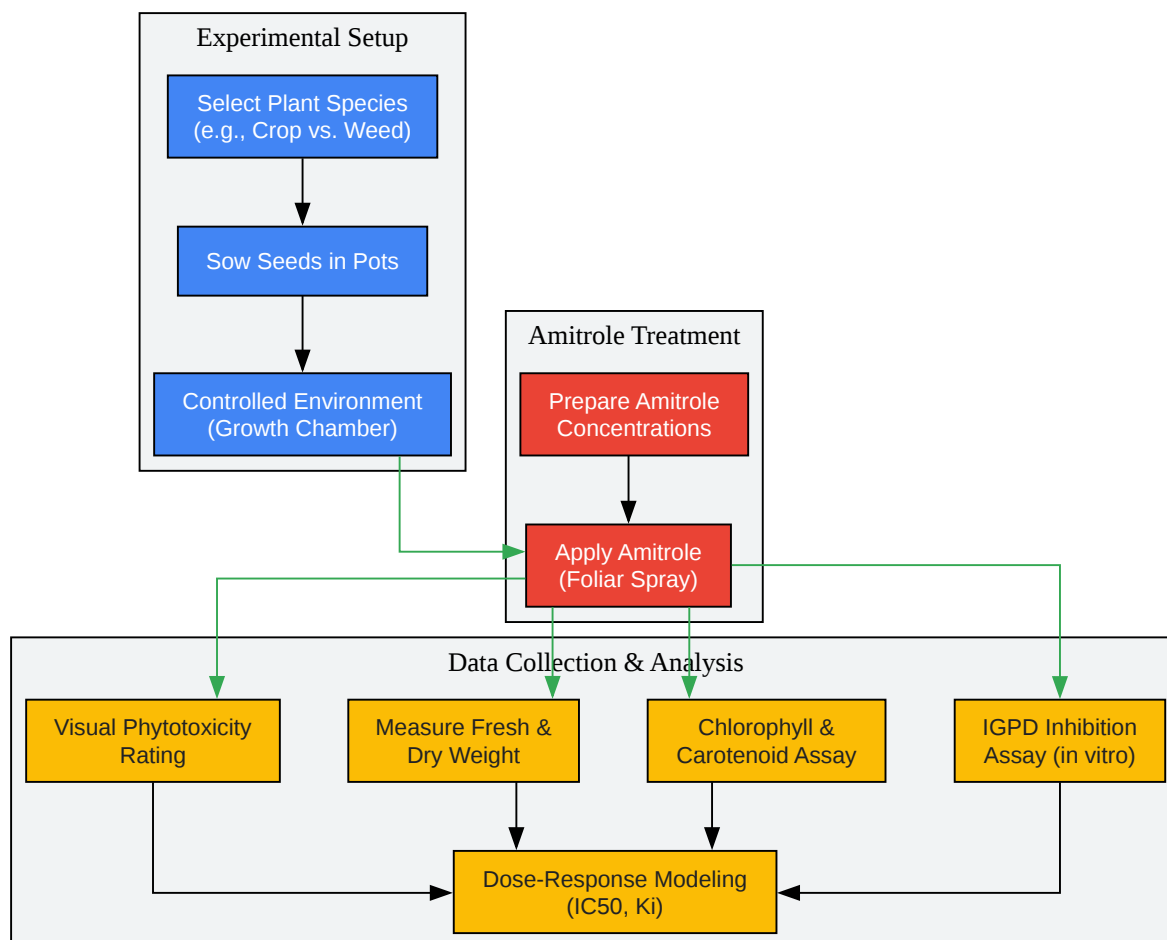 Experimental Setup
Select Plant Species
(e.g., Crop vs. Weed)
Sow Seeds in Pots
Controlled Environment
(Growth Chamber)
Amitrole Treatment
Prepare Amitrole
Concentrations
Apply Amitrole
(Foliar Spray)
Data Collection & Analysis
Visual Phytotoxicity
Rating
Measure Fresh &
Dry Weight
Chlorophyll &
Carotenoid Assay
IGPD Inhibition
Assay (in vitro)
Dose-Response Modeling
(IC50, Ki)